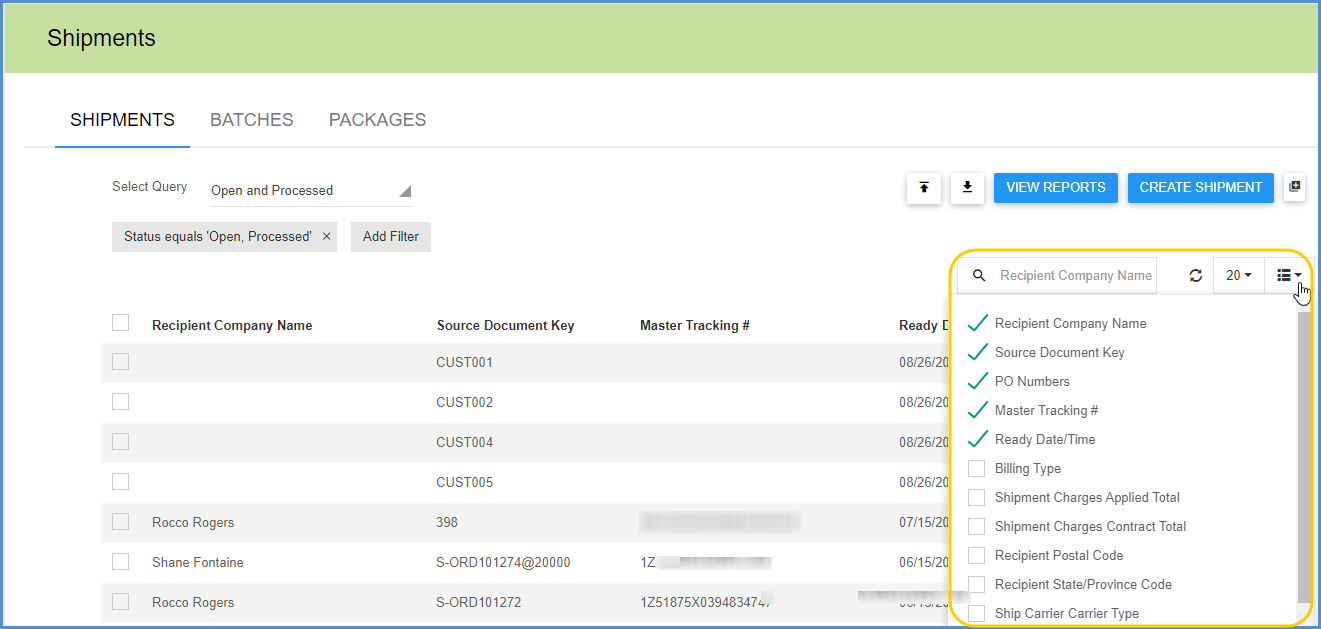 Shipments
SHIPMENTS BATCHES PACKAGES
Select Query Open and Processed VIEW REPORTS CREATE SHIPMENT
Status equals 'Open, Processed' × Add Filter
Recipient Company Name 20
Recipient Company Name Source Document Key Master Tracking # Ready
Recipient Company Name
CUST001 08/26/20
Source Document Key
PO Numbers
CUST002 08/26/20
Master Tracking #
CUST004 08/26/20
Ready Date/Time
Billing Type
CUST005 08/26/20
Shipment Charges Applied Total
Rocco Rogers 398 07/15/20
Shipment Charges Contract Total
Recipient Postal Code
Shane Fontaine S-ORD101274@20000 1Z 06/15/20
Recipient State/Province Code
Rocco Rogers S-ORD101272 1Z51875X039483474
Ship Carrier Carrier Type